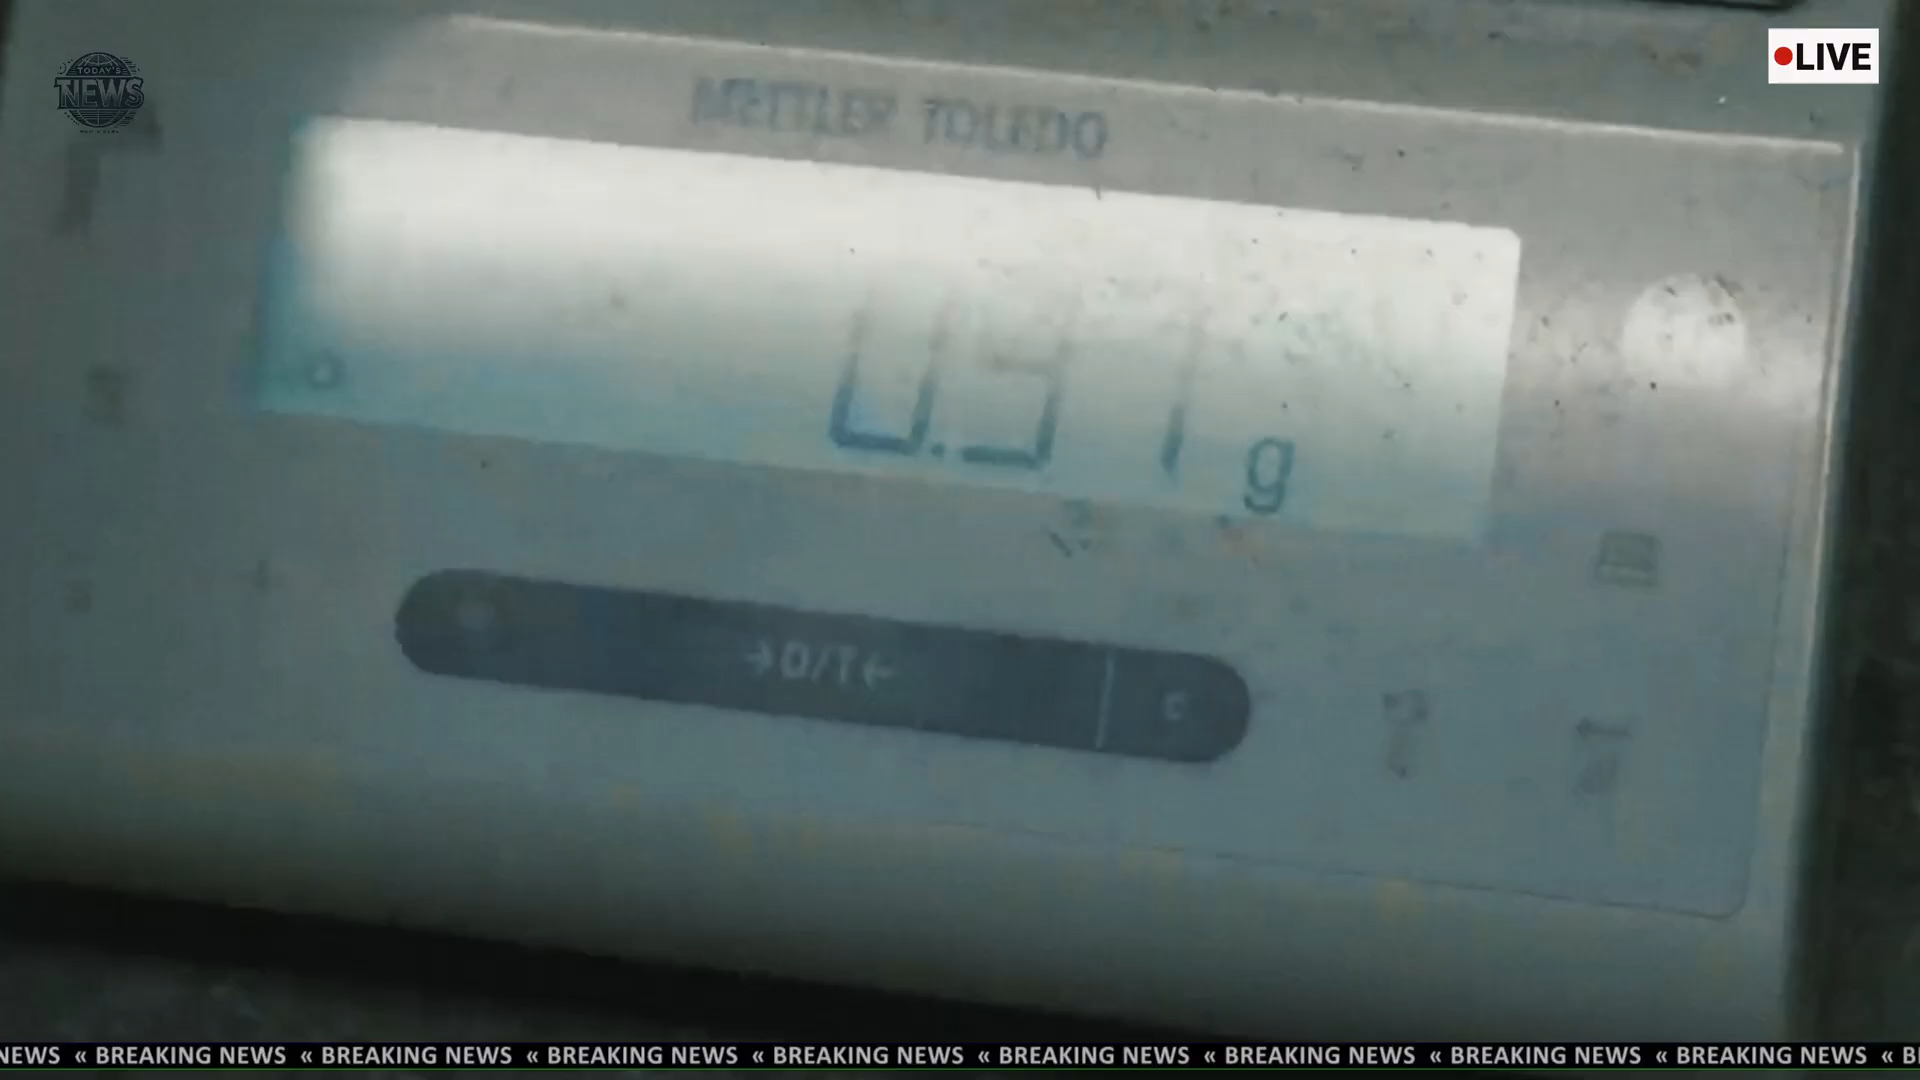 TODAY'S
NEWS
LIVE
METTLER TOLEDO
0.91 g
→0/T← C
NEWS « BREAKING NEWS « BREAKING NEWS « BREAKING NEWS « BREAKING NEWS « BREAKING NEWS « BREAKING NEWS « BREAKING NEWS « BREAKING NEWS « B